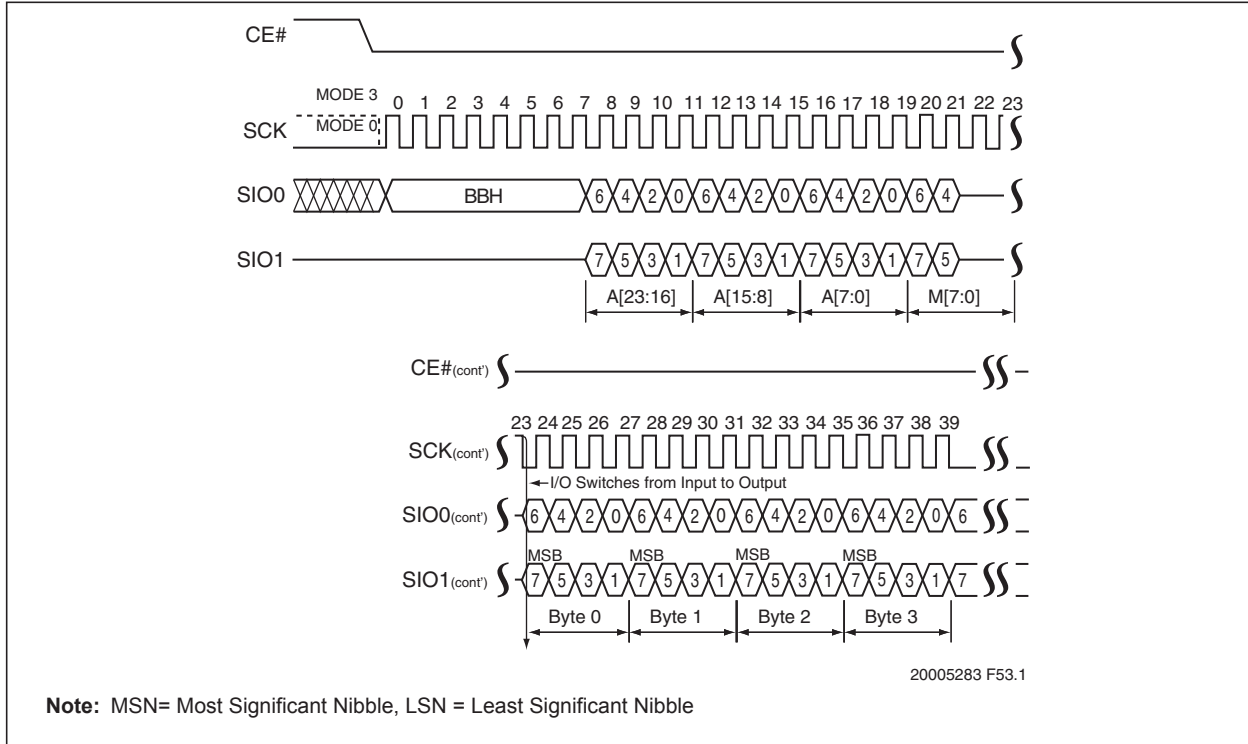 CE#
MODE 3
0 1 2 3 4 5 6 7 8 9 10 11 12 13 14 15 16 17 18 19 20 21 22 23
SCK MODE 0
SIO0 BBH 6 4 2 0 6 4 2 0 6 4 2 0 6 4
SIO1 7 5 3 1 7 5 3 1 7 5 3 1 7 5
A[23:16] A[15:8] A[7:0] M[7:0]
CE#(cont')
23 24 25 26 27 28 29 30 31 32 33 34 35 36 37 38 39
SCK(cont')
I/O Switches from Input to Output
SIO0(cont') 6 4 2 0 6 4 2 0 6 4 2 0 6 4 2 0 6
MSB MSB MSB MSB
SIO1(cont') 7 5 3 1 7 5 3 1 7 5 3 1 7 5 3 1 7
Byte 0 Byte 1 Byte 2 Byte 3
20005283 F53.1
Note: MSN= Most Significant Nibble, LSN = Least Significant Nibble